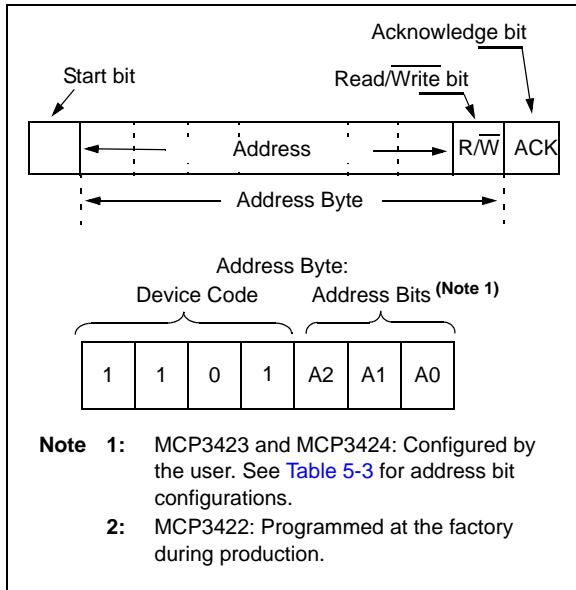 Acknowledge bit
Start bit
Read/Write bit
Address
R/W
ACK
Address Byte
Address Byte:
Device Code
Address Bits (Note 1)
1 1 0 1 A2 A1 A0
Note 1: MCP3423 and MCP3424: Configured by
the user. See Table 5-3 for address bit
configurations.
2: MCP3422: Programmed at the factory
during production.